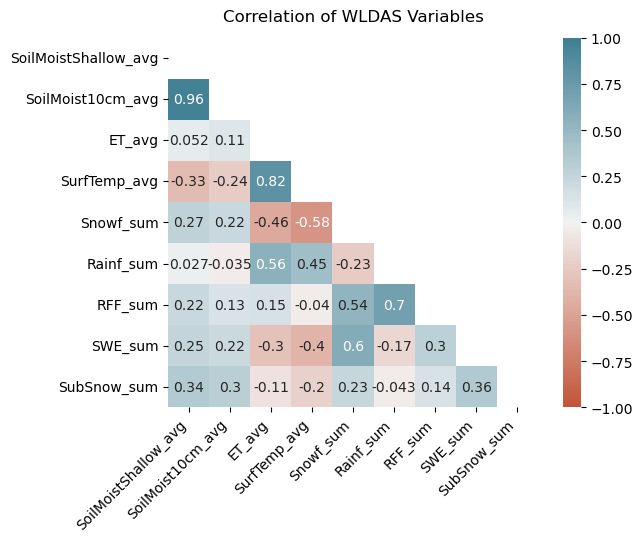 Correlation of WLDAS Variables
SoilMoistShallow_avg
SoilMoist10cm_avg 0.96
ET_avg 0.052 0.11
SurfTemp_avg -0.33 -0.24 0.82
Snowf_sum 0.27 0.22 -0.46 -0.58
Rainf_sum 0.027 -0.035 0.56 0.45 -0.23
RFF_sum 0.22 0.13 0.15 -0.04 0.54 0.7
SWE_sum 0.25 0.22 -0.3 -0.4 0.6 -0.17 0.3
SubSnow_sum 0.34 0.3 -0.11 -0.2 0.23 -0.043 0.14 0.36
SoilMoistShallow_avg
SoilMoist10cm_avg
ET_avg
SurfTemp_avg
Snowf_sum
Rainf_sum
RFF_sum
SWE_sum
SubSnow_sum
1.00
0.75
0.50
0.25
0.00
−0.25
−0.50
−0.75
−1.00